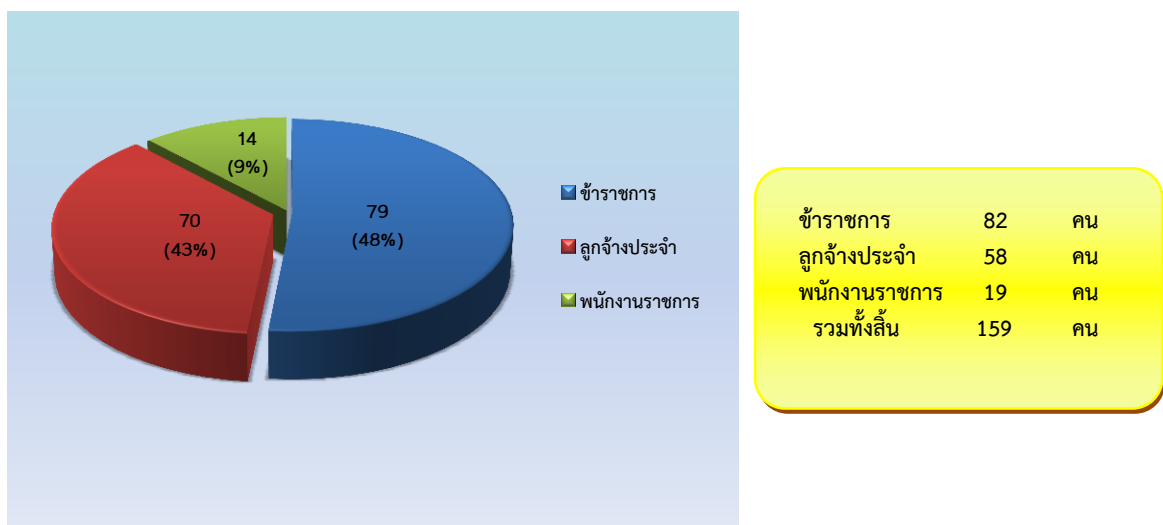 14
(9%)
79
(48%)
70
(43%)
ข้าราชการ
ลูกจ้างประจำ
พนักงานราชการ
ข้าราชการ 82 คน
ลูกจ้างประจำ 58 คน
พนักงานราชการ 19 คน
รวมทั้งสิ้น 159 คน